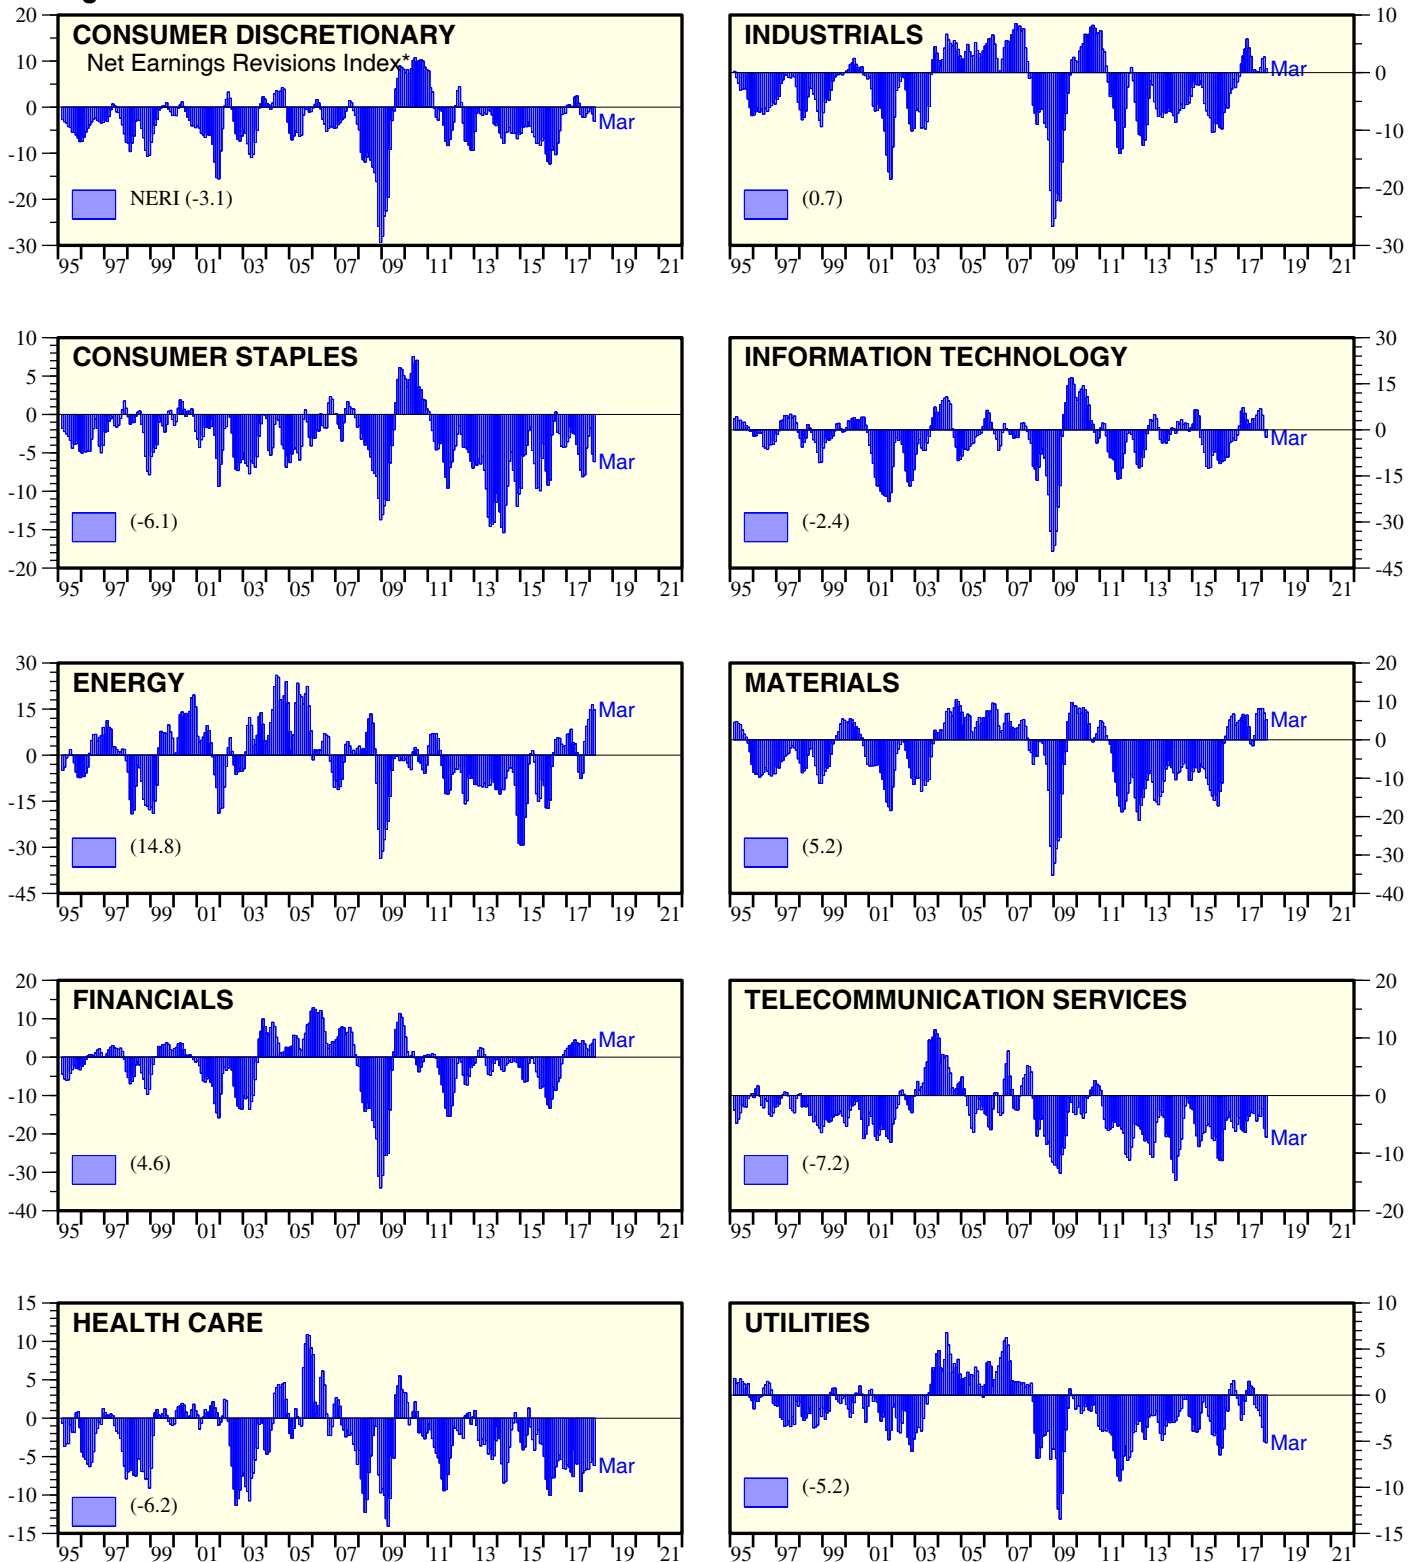 CONSUMER DISCRETIONARY
Net Earnings Revisions Index*
20
10
0
-10
-20
-30
Mar
NERI (-3.1)
95 97 99 01 03 05 07 09 11 13 15 17 19 21
INDUSTRIALS
10
0
-10
-20
-30
Mar
(0.7)
95 97 99 01 03 05 07 09 11 13 15 17 19 21
CONSUMER STAPLES
10
5
0
-5
-10
-15
-20
Mar
(-6.1)
95 97 99 01 03 05 07 09 11 13 15 17 19 21
INFORMATION TECHNOLOGY
30
15
0
-15
-30
-45
Mar
(-2.4)
95 97 99 01 03 05 07 09 11 13 15 17 19 21
ENERGY
30
15
0
-15
-30
-45
Mar
(14.8)
95 97 99 01 03 05 07 09 11 13 15 17 19 21
MATERIALS
20
10
0
-10
-20
-30
-40
Mar
(5.2)
95 97 99 01 03 05 07 09 11 13 15 17 19 21
FINANCIALS
20
10
0
-10
-20
-30
-40
Mar
(4.6)
95 97 99 01 03 05 07 09 11 13 15 17 19 21
TELECOMMUNICATION SERVICES
20
10
0
-10
-20
Mar
(-7.2)
95 97 99 01 03 05 07 09 11 13 15 17 19 21
HEALTH CARE
15
10
5
0
-5
-10
-15
Mar
(-6.2)
95 97 99 01 03 05 07 09 11 13 15 17 19 21
UTILITIES
10
5
0
-5
-10
-15
Mar
(-5.2)
95 97 99 01 03 05 07 09 11 13 15 17 19 21